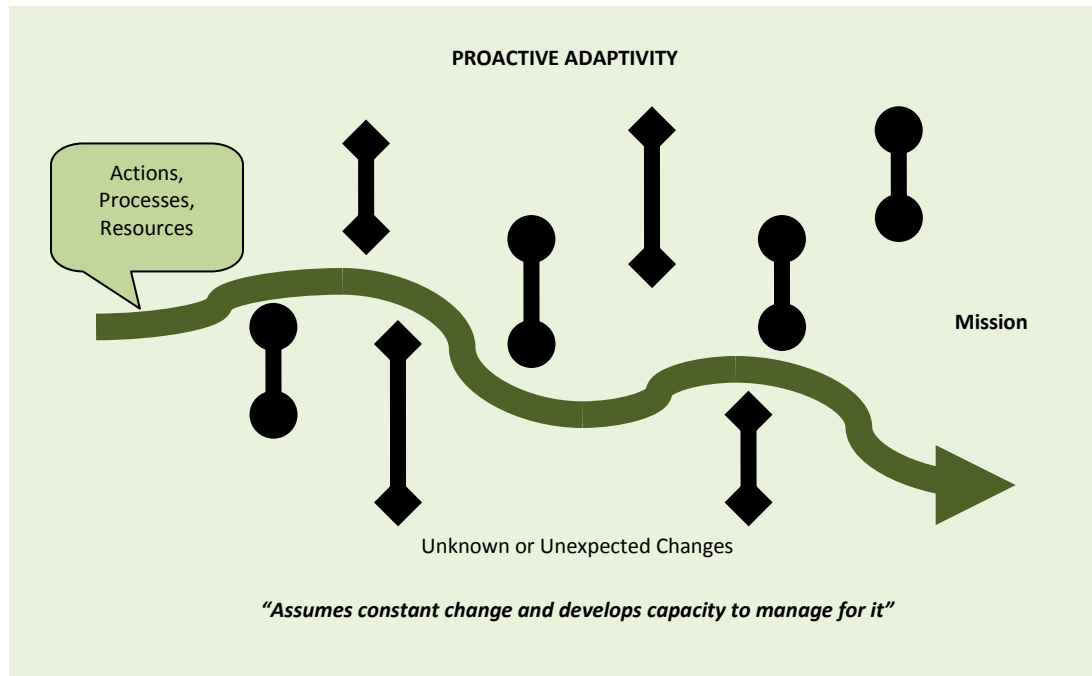 PROACTIVE ADAPTIVITY
Actions,
Processes,
Resources
Mission
Unknown or Unexpected Changes
“Assumes constant change and develops capacity to manage for it”